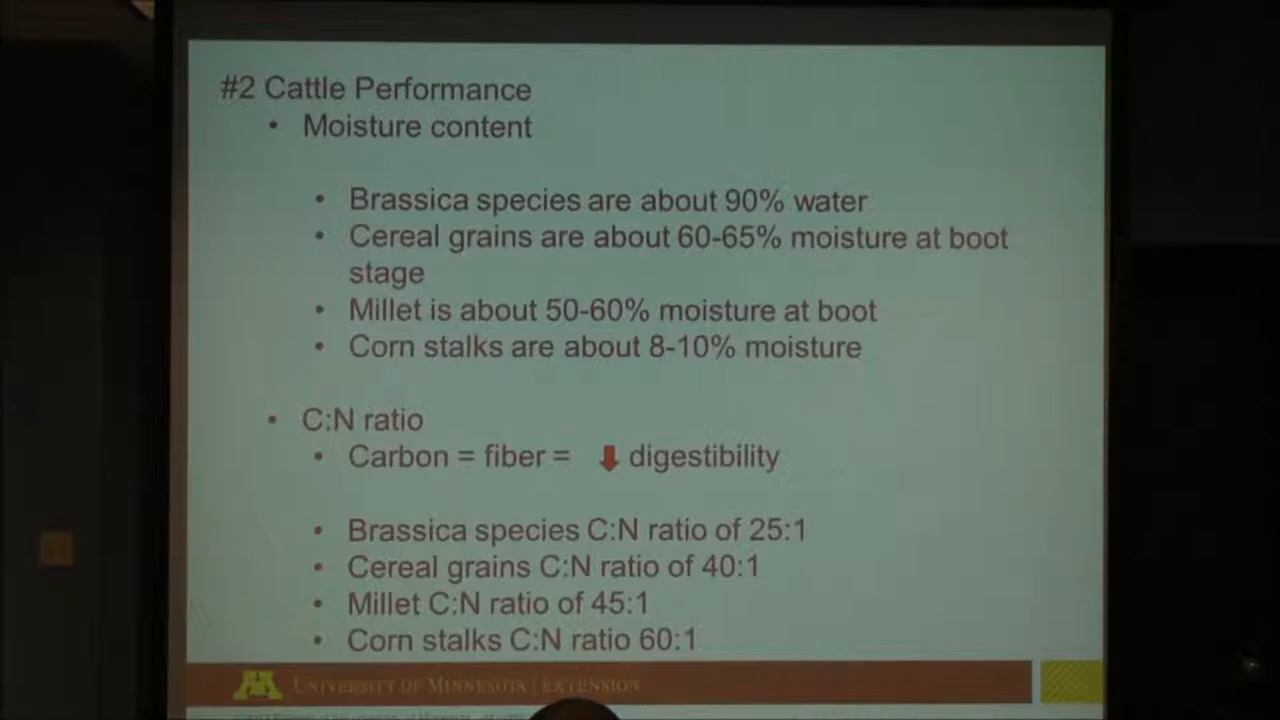 #2 Cattle Performance
• Moisture content
• Brassica species are about 90% water
• Cereal grains are about 60-65% moisture at boot
stage
• Millet is about 50-60% moisture at boot
• Corn stalks are about 8-10% moisture
• C:N ratio
• Carbon = fiber = ⬇ digestibility
• Brassica species C:N ratio of 25:1
• Cereal grains C:N ratio of 40:1
• Millet C:N ratio of 45:1
• Corn stalks C:N ratio 60:1
M UNIVERSITY OF MINNESOTA | EXTENSION